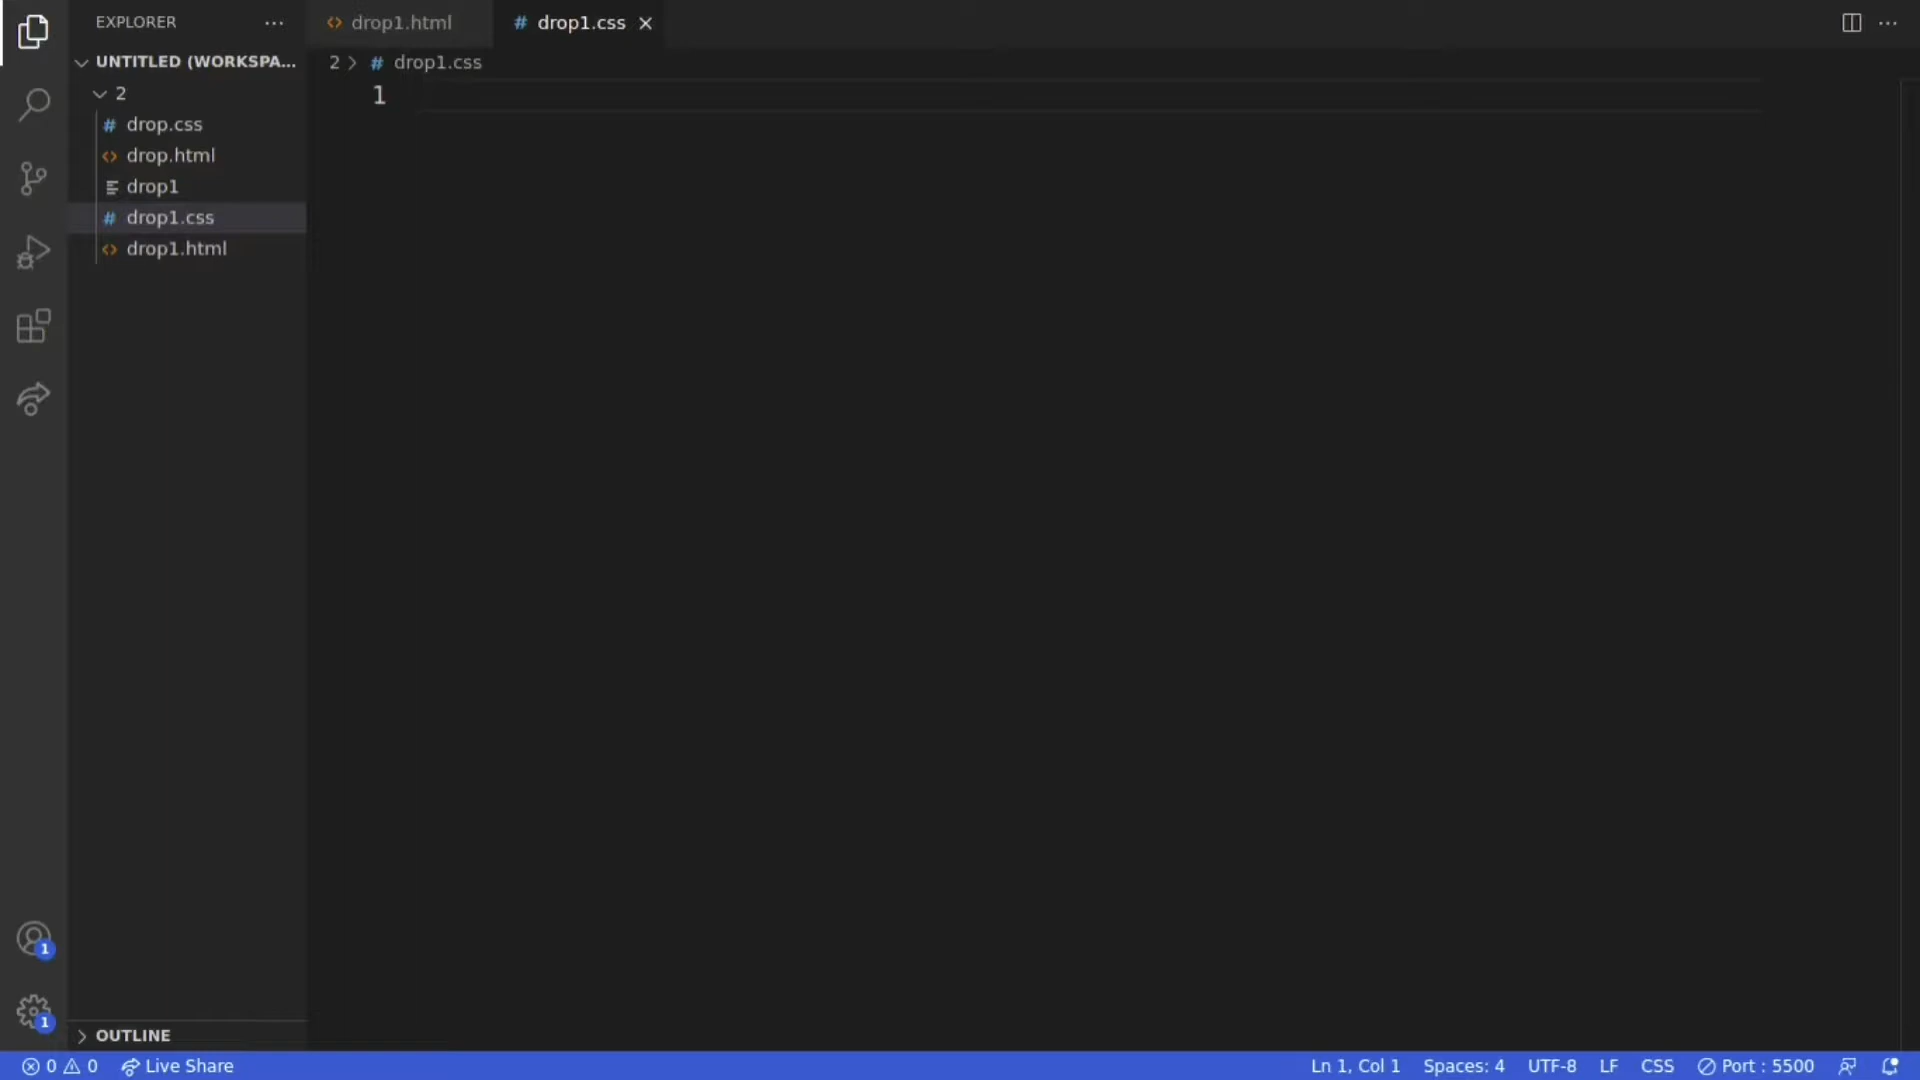 EXPLORER
drop1.html
# drop1.css
UNTITLED (WORKSPA...
2 > # drop1.css
2
1
# drop.css
<> drop.html
drop1
# drop1.css
<> drop1.html
1
1
OUTLINE
0 0 Live Share
Ln 1, Col 1 Spaces: 4 UTF-8 LF CSS Port : 5500